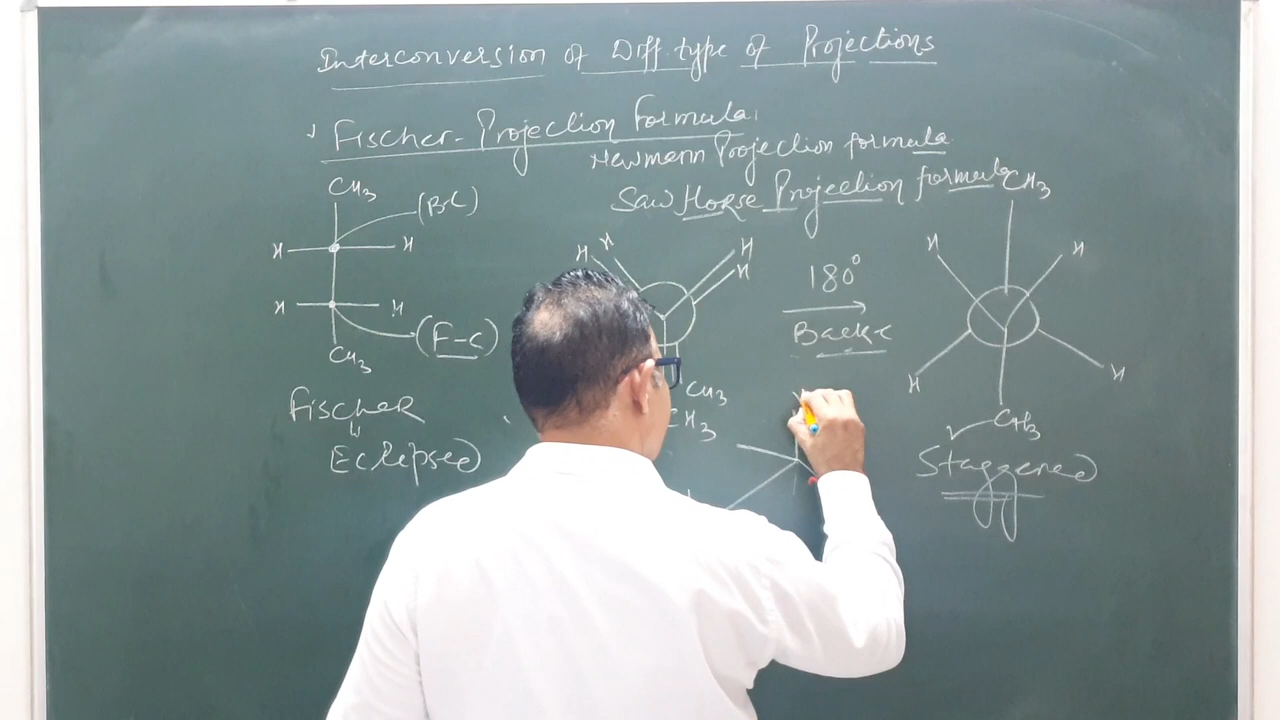 Interconversion of Diff. type of Projections
Fischer-Projection Formula
Newmann Projection formula
Saw Horse Projection formula
CH3
(B-C)
H
H
H
H
(F-C)
CH3
Fischer
Eclipsed
H
H
H
H
CH3
CH3
180°
Back-C
CH3
H
H
H
H
CH3
Staggered